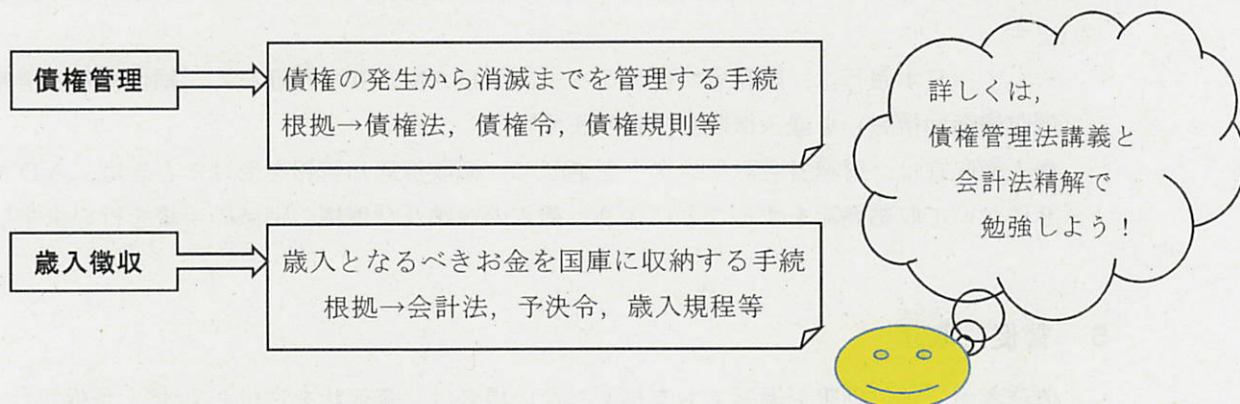 債権管理
債権の発生から消滅までを管理する手続
根拠→債権法，債権令，債権規則等
歳入徴収
歳入となるべきお金を国庫に収納する手続
根拠→会計法，予決令，歳入規程等
詳しくは，
債権管理法講義と
会計法精解で
勉強しよう！